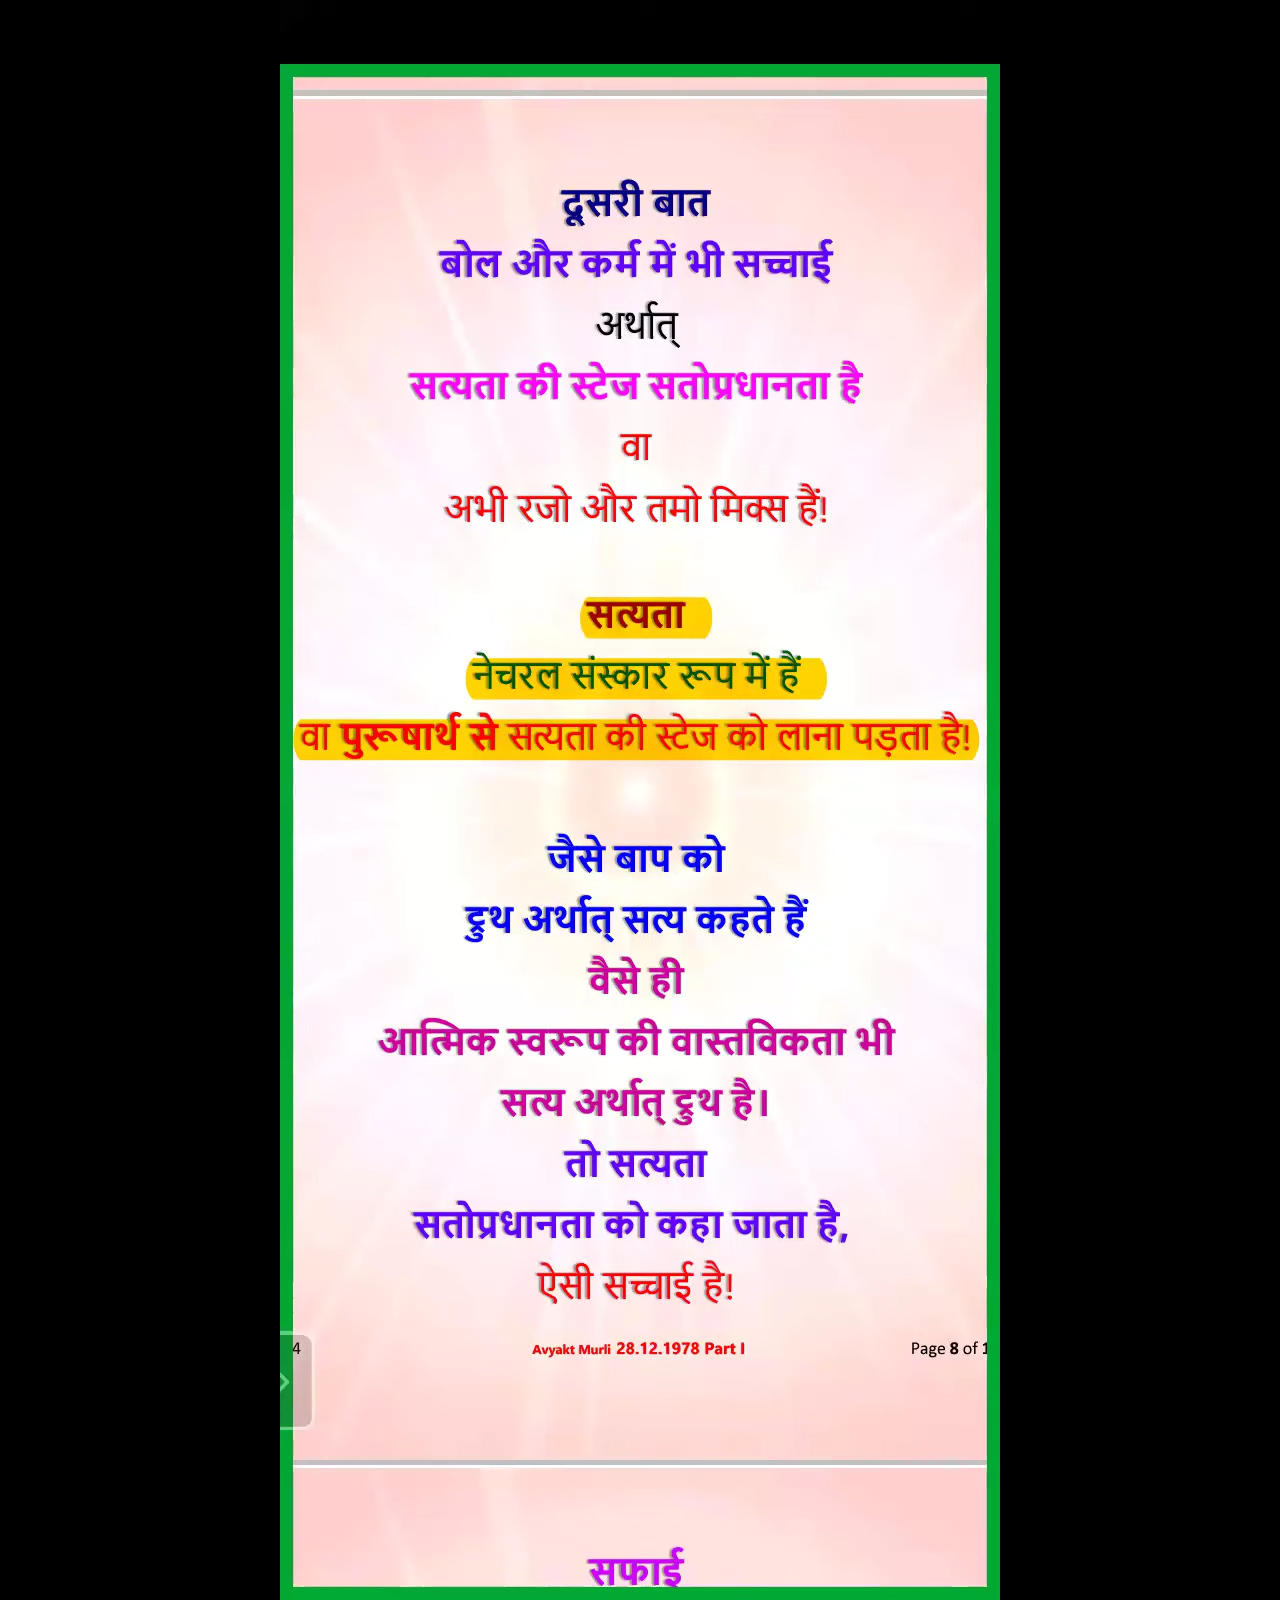 दूसरी बात
बोल और कर्म में भी सच्चाई
अर्थात्
सत्यता की स्टेज सतोप्रधानता है
वा
अभी रजो और तमो मिक्स हैं!
सत्यता
नेचरल संस्कार रूप में हैं
वा पुरूषार्थ से सत्यता की स्टेज को लाना पड़ता है!
जैसे बाप को
ट्रुथ अर्थात् सत्य कहते हैं
वैसे ही
आत्मिक स्वरूप की वास्तविकता भी
सत्य अर्थात् ट्रुथ है।
तो सत्यता
सतोप्रधानता को कहा जाता है,
ऐसी सच्चाई है!
4 Avyakt Murli 28.12.1978 Part I Page 8 of 1
सफाई